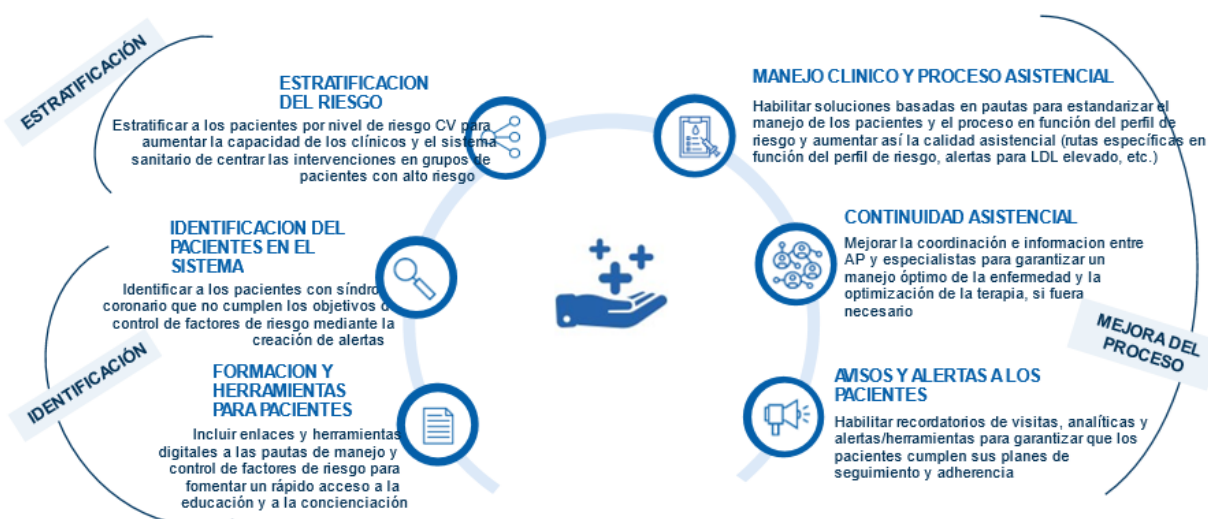 ESTRATIFICACIÓN
ESTRATIFICACION
DEL RIESGO
Estratificar a los pacientes por nivel de riesgo CV para
aumentar la capacidad de los clínicos y el sistema
sanitario de centrar las intervenciones en grupos de
pacientes con alto riesgo
IDENTIFICACIÓN
IDENTIFICACION DEL
PACIENTES EN EL
SISTEMA
Identificar a los pacientes con
coronario que no cumplen los objetivos
control de factores de riesgo mediante la
creación de alertas
FORMACION Y
HERRAMIENTAS
PARA PACIENTES
Incluir enlaces y herramientas
digitales a las pautas de manejo y
control de factores de riesgo para
fomentar un rápido acceso a la
educación y a la concienciación
MANEJO CLINICO Y PROCESO ASISTENCIAL
Habilitar soluciones basadas en pautas para estandarizar el
manejo de los pacientes y el proceso en función del perfil de
riesgo y aumentar así la calidad asistencial (rutas específicas en
función del perfil de riesgo, alertas para LDL elevado, etc.)
CONTINUIDAD ASISTENCIAL
Mejorar la coordinación e informacion entre
AP y especialistas para garantizar un
manejo óptimo de la enfermedad y la
optimización de la terapia, si fuera
necesario
AVISOS Y ALERTAS A LOS
PACIENTES
Habilitar recordatorios de visitas, analíticas y
alertas/herramientas para garantizar que los
pacientes cumplen sus planes de
seguimiento y adherencia
MEJORA DEL
PROCESO